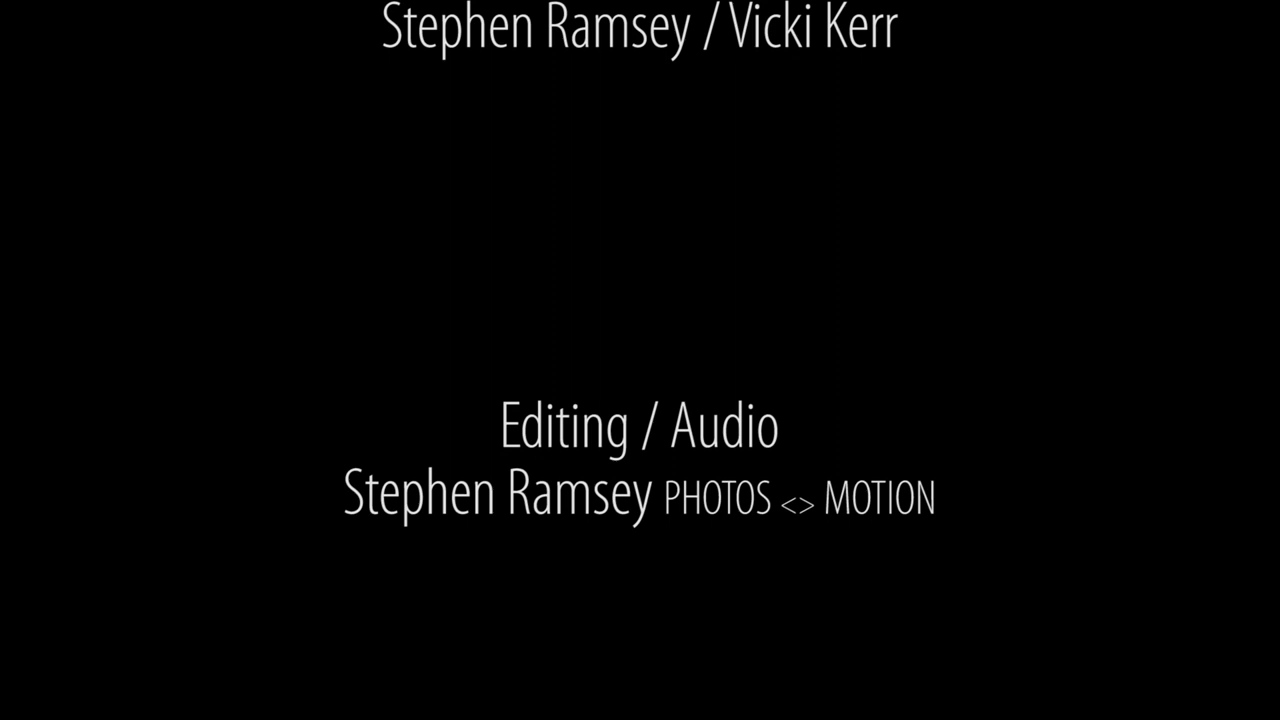 Stephen Ramsey / Vicki Kerr
Editing / Audio
Stephen Ramsey PHOTOS <> MOTION